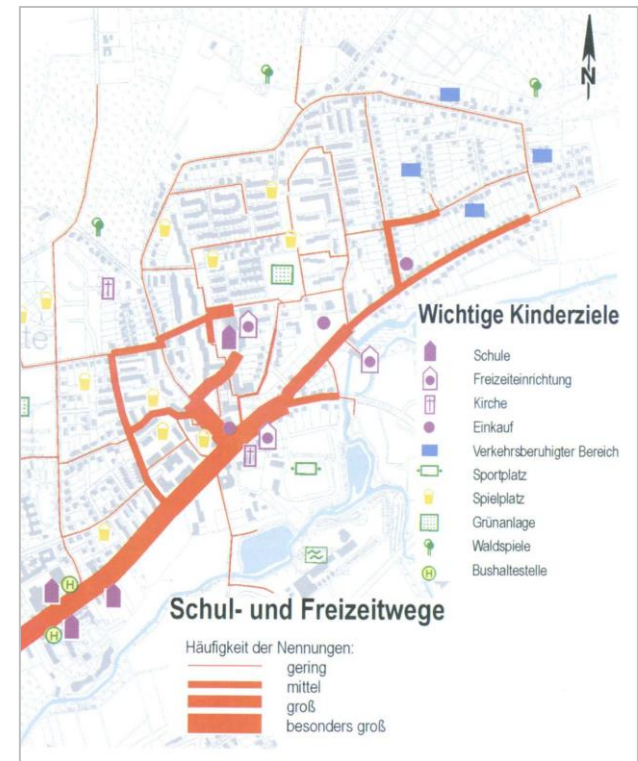 N
Wichtige Kinderziele
Schule
Freizeiteinrichtung
Kirche
Einkauf
Verkehrsberuhigter Bereich
Sportplatz
Spielplatz
Grünanlage
Waldspiele
H Bushaltestelle
H
H
Schul- und Freizeitwege
Häufigkeit der Nennungen:
gering
mittel
groß
besonders groß